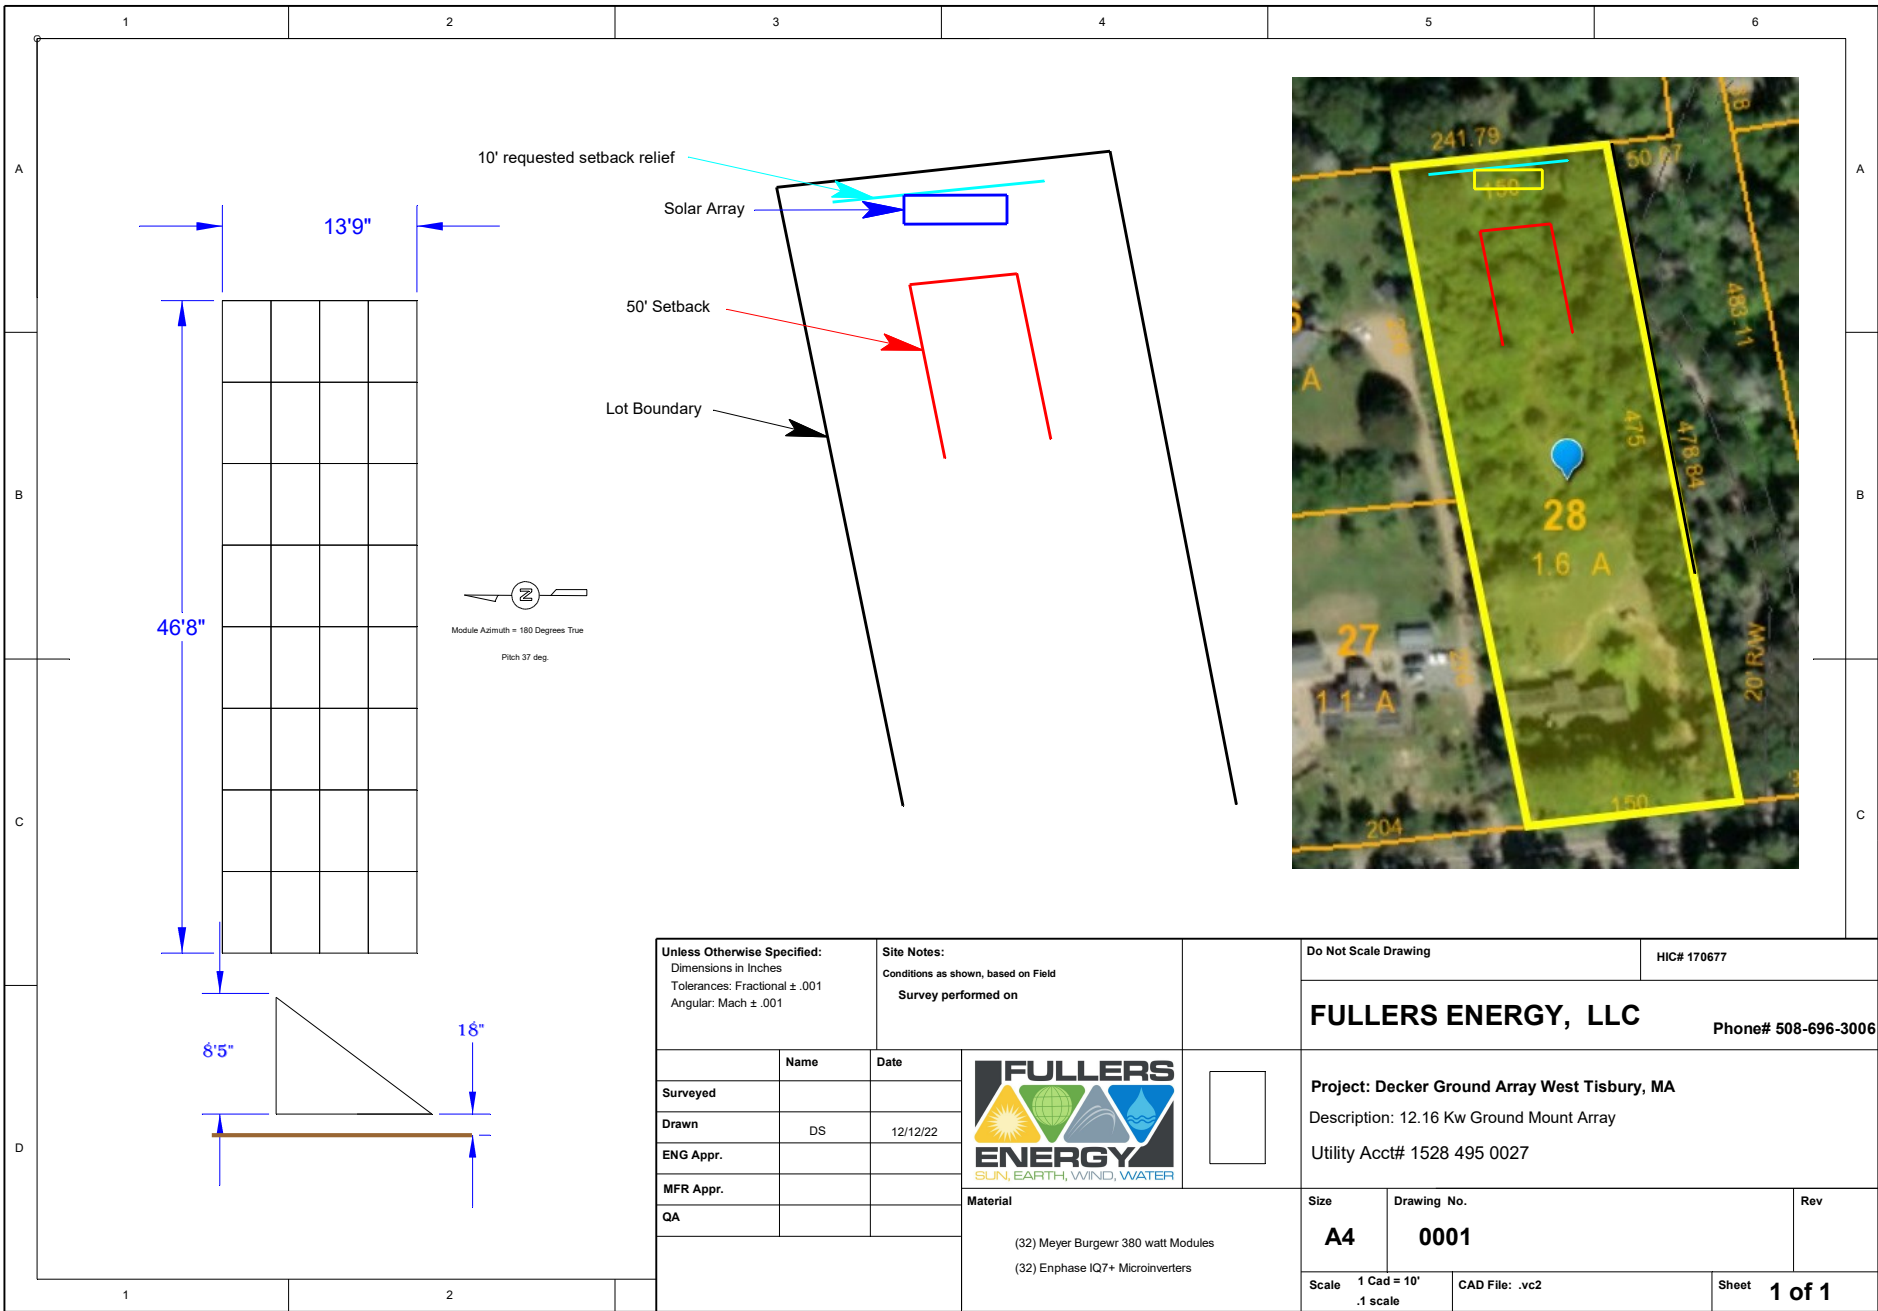 1 2 3 4 5 6
A A
B B
C C
D
1 2
13'9"
46'8"
Module Azimuth = 180 Degrees True
Pitch 37 deg.
8'5"
18"
10' requested setback relief
Solar Array
50' Setback
Lot Boundary
N
241.79
50.67
150
483.11
A
475
478.84
28
1.6 A
27
1.1 A
20' R/W
150
204
Unless Otherwise Specified:
Dimensions in Inches
Tolerances: Fractional ± .001
Angular: Mach ± .001
Site Notes:
Conditions as shown, based on Field
Survey performed on
Do Not Scale Drawing
HIC# 170677
FULLERS ENERGY, LLC
Phone# 508-696-3006
Name Date
Surveyed
Drawn DS 12/12/22
ENG Appr.
MFR Appr.
QA
FULLERS
ENERGY
SUN, EARTH, WIND, WATER
Project: Decker Ground Array West Tisbury, MA
Description: 12.16 Kw Ground Mount Array
Utility Acct# 1528 495 0027
Material
(32) Meyer Burgewr 380 watt Modules
(32) Enphase IQ7+ Microinverters
Size
A4
Drawing No.
0001
Rev
Scale 1 Cad = 10'
.1 scale
CAD File: .vc2
Sheet 1 of 1